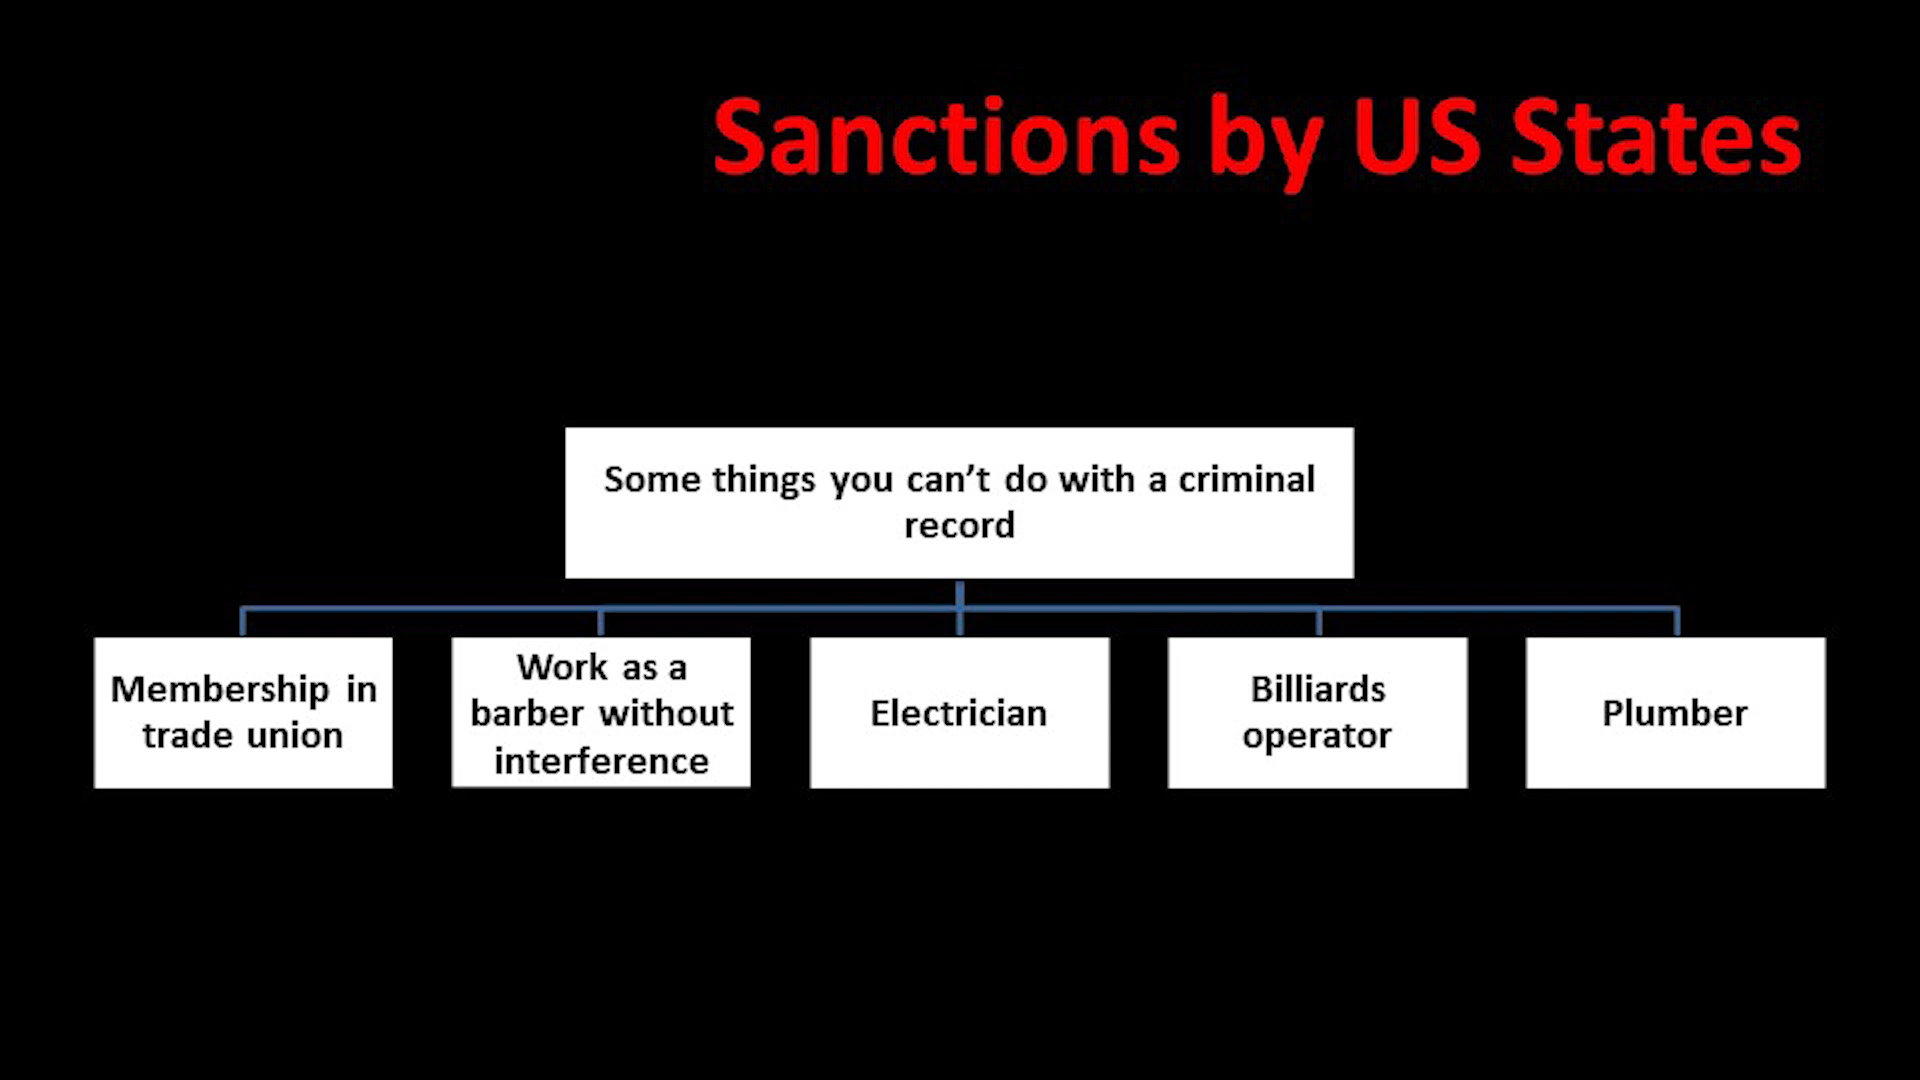 Sanctions by US States
Some things you can't do with a criminal
record
Membership in
trade union
Work as a
barber without
interference
Electrician
Billiards
operator
Plumber